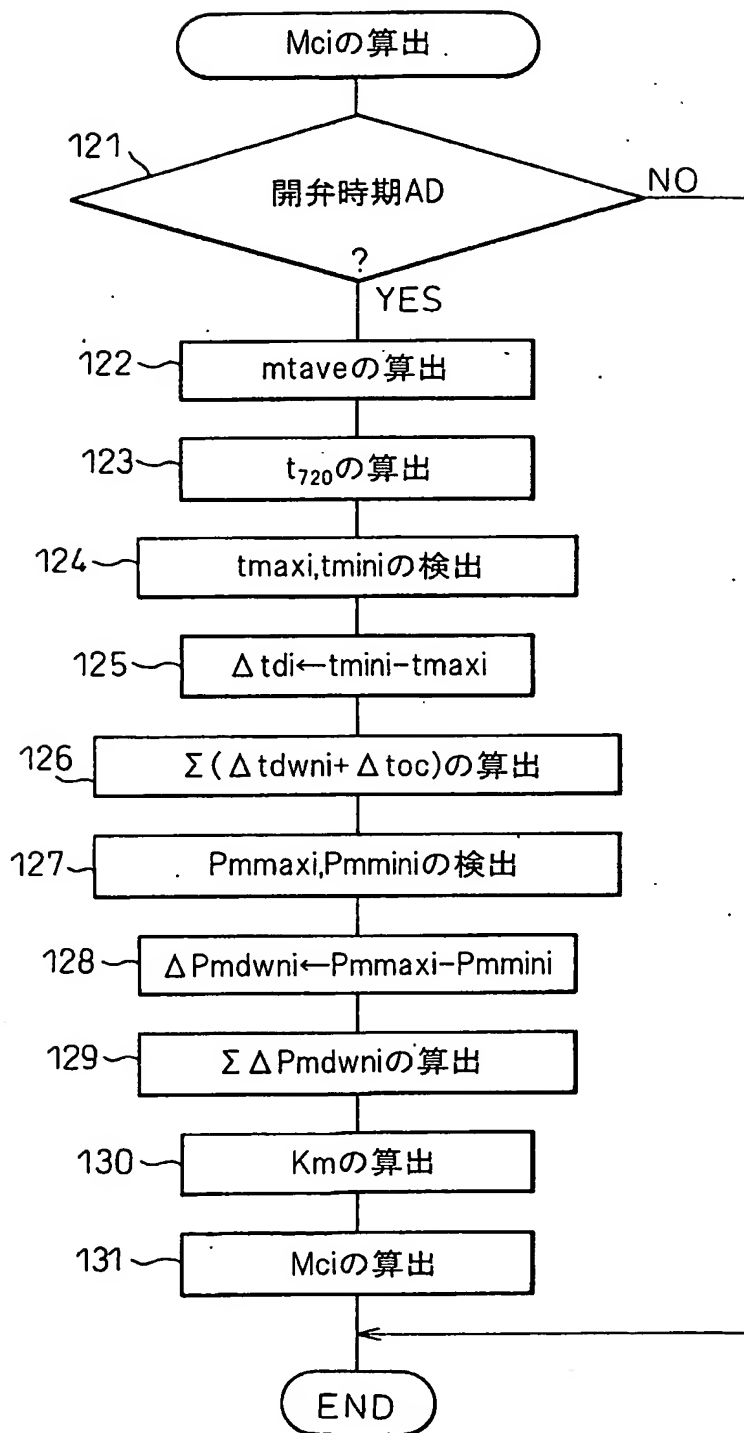 Mciの算出
121
開弁時期AD
?
NO
YES
122
mtaveの算出
123
t₇₂₀の算出
124
tmaxi,tminiの検出
125
Δtdi←tmini-tmaxi
126
Σ(Δtdwni+Δtoc)の算出
127
Pmmaxi,Pmminiの検出
128
ΔPmdwni←Pmmaxi-Pmmini
129
ΣΔPmdwniの算出
130
Kmの算出
131
Mciの算出
END